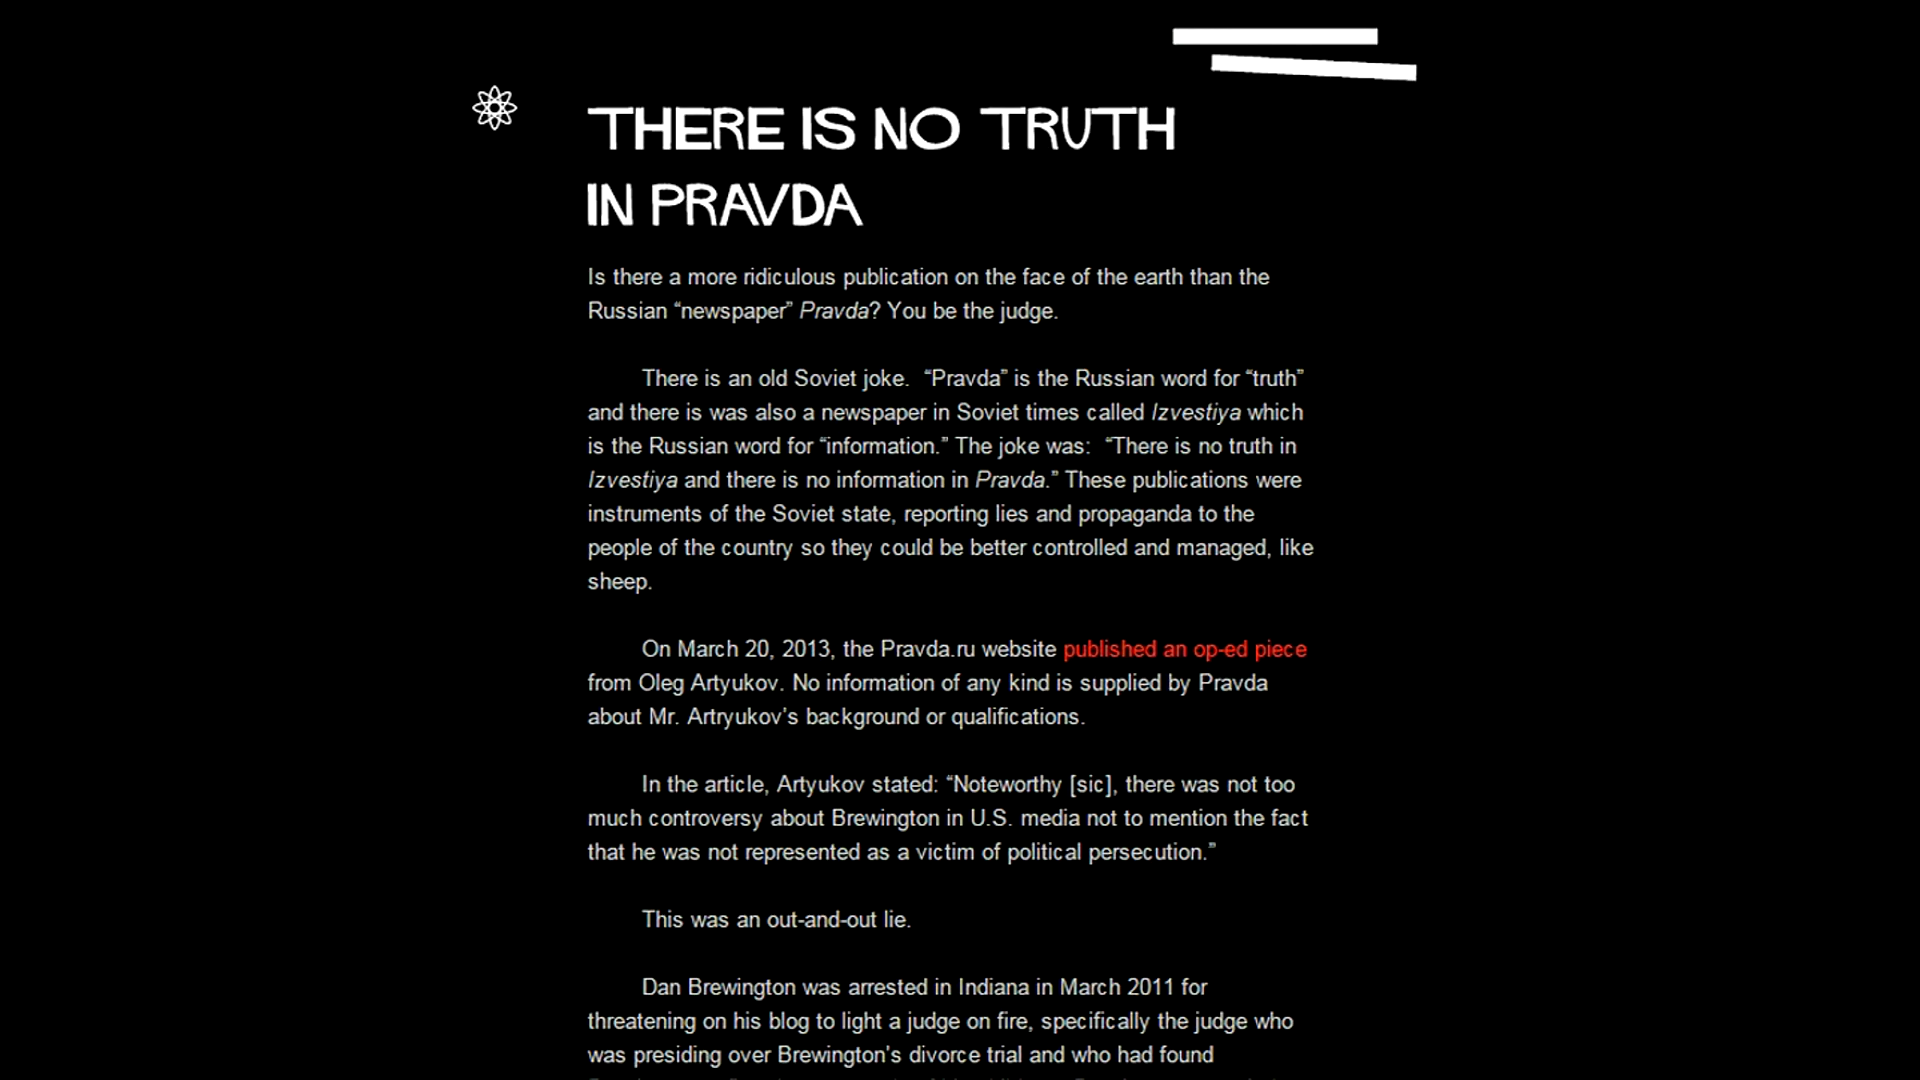 THERE IS NO TRUTH
IN PRAVDA
Is there a more ridiculous publication on the face of the earth than the
Russian “newspaper” Pravda? You be the judge.
There is an old Soviet joke.  “Pravda” is the Russian word for “truth”
and there is was also a newspaper in Soviet times called Izvestiya which
is the Russian word for “information.” The joke was:  “There is no truth in
Izvestiya and there is no information in Pravda.” These publications were
instruments of the Soviet state, reporting lies and propaganda to the
people of the country so they could be better controlled and managed, like
sheep.
On March 20, 2013, the Pravda.ru website published an op-ed piece
from Oleg Artyukov. No information of any kind is supplied by Pravda
about Mr. Artryukov’s background or qualifications.
In the article, Artyukov stated: “Noteworthy [sic], there was not too
much controversy about Brewington in U.S. media not to mention the fact
that he was not represented as a victim of political persecution.”
This was an out-and-out lie.
Dan Brewington was arrested in Indiana in March 2011 for
threatening on his blog to light a judge on fire, specifically the judge who
was presiding over Brewington’s divorce trial and who had found